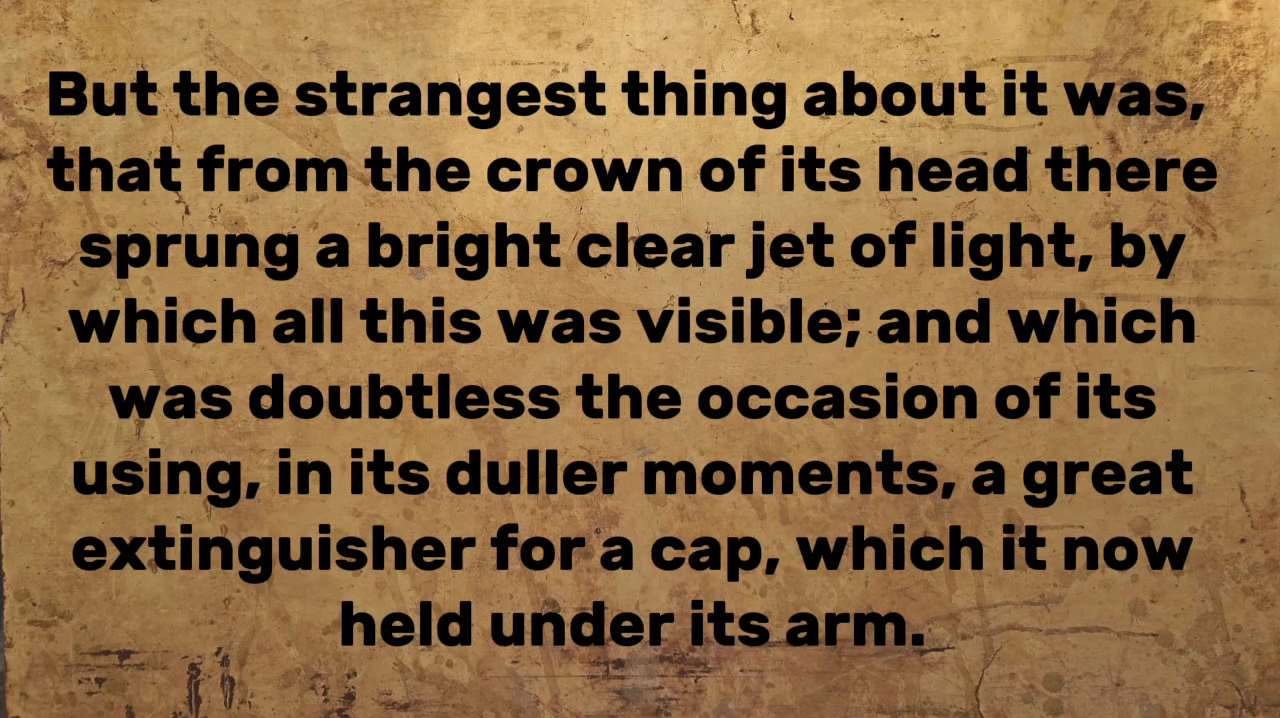 But the strangest thing about it was,
that from the crown of its head there
sprung a bright clear jet of light, by
which all this was visible; and which
was doubtless the occasion of its
using, in its duller moments, a great
extinguisher for a cap, which it now
held under its arm.